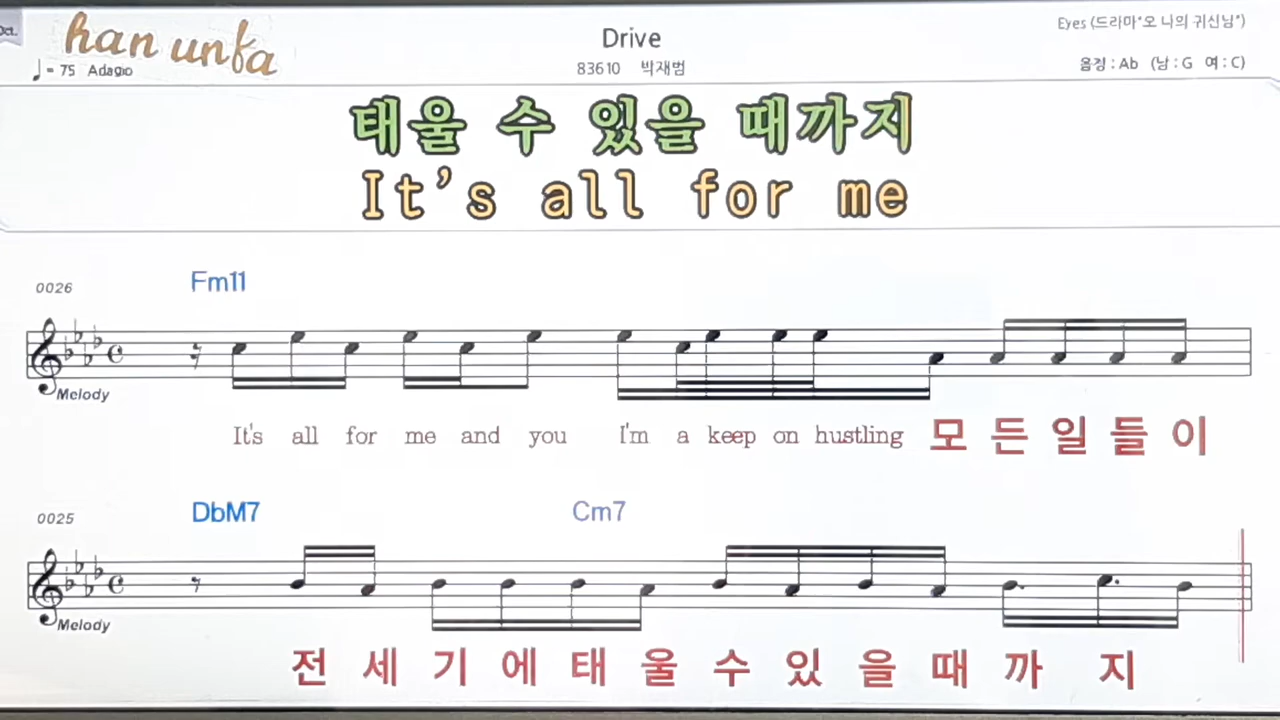 Oct.
han unfa
Drive
Eyes (드라마"오 나의 귀신님")
♩= 75 Adagio
83610 박재범
음정 : Ab (남 : G 여 : C)
태울 수 있을 때까지
It's all for me
0026
Fm11
Melody
It's all for me and you I'm a keep on hustling 모 든 일 들 이
0025
DbM7 Cm7
Melody
전 세 기 에 태 울 수 있 을 때 까 지